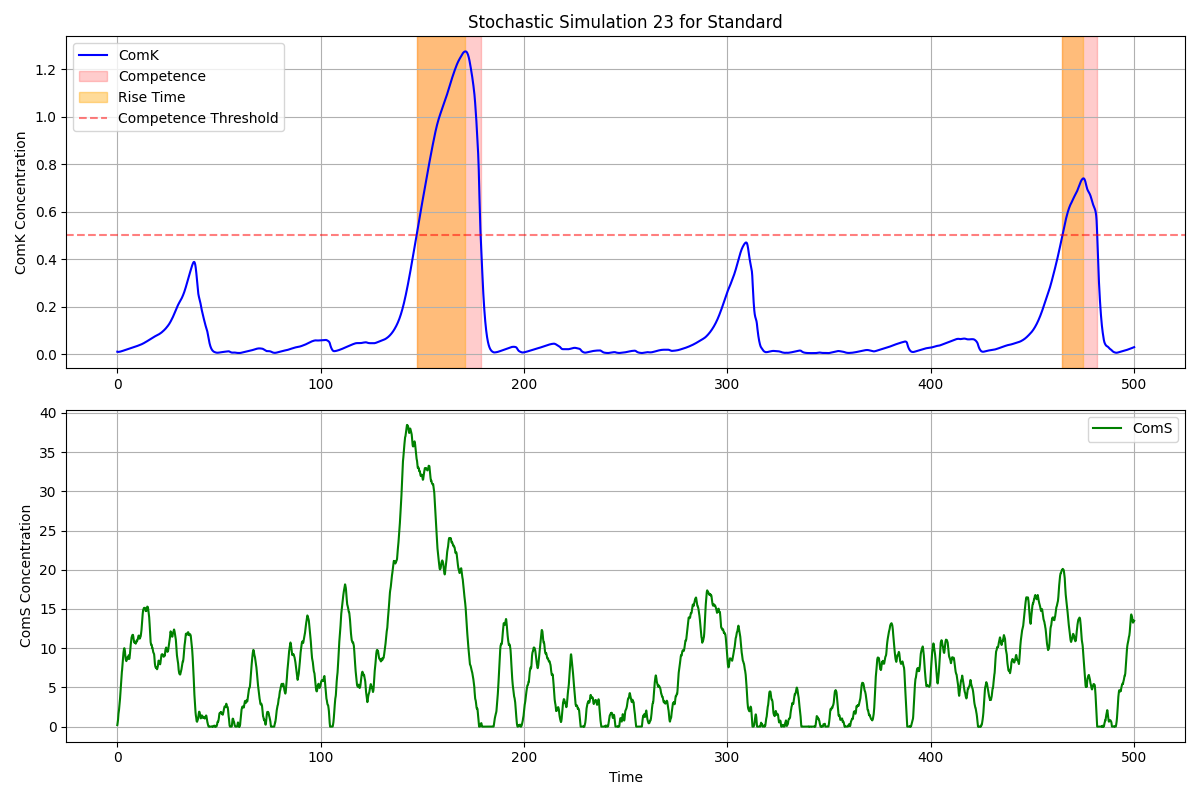 Stochastic Simulation 23 for Standard
ComK
Competence
Rise Time
Competence Threshold
ComK Concentration
1.2
1.0
0.8
0.6
0.4
0.2
0.0
0 100 200 300 400 500
ComS
ComS Concentration
40
35
30
25
20
15
10
5
0
0 100 200 300 400 500
Time